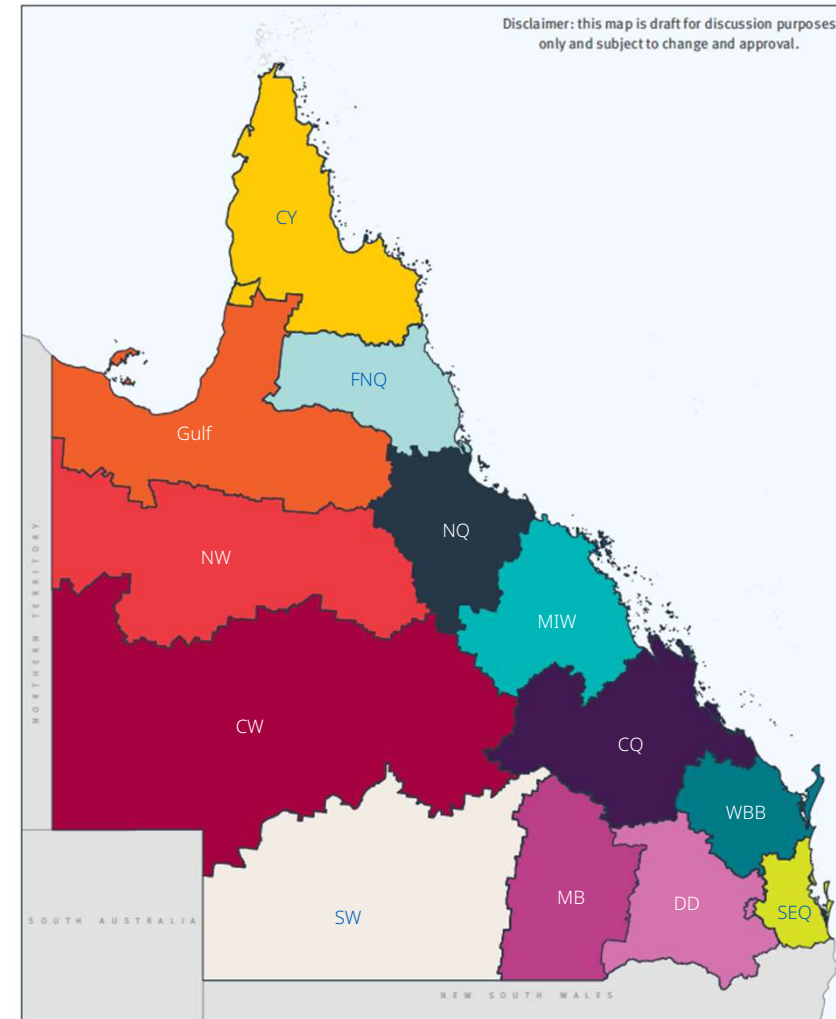 Disclaimer: this map is draft for discussion purposes
only and subject to change and approval.
CY
FNQ
Gulf
NQ
NW
MIW
CW
CQ
WBB
MB
DD
SEQ
SW
NORTHERN TERRITORY
SOUTH AUSTRALIA
NEW SOUTH WALES